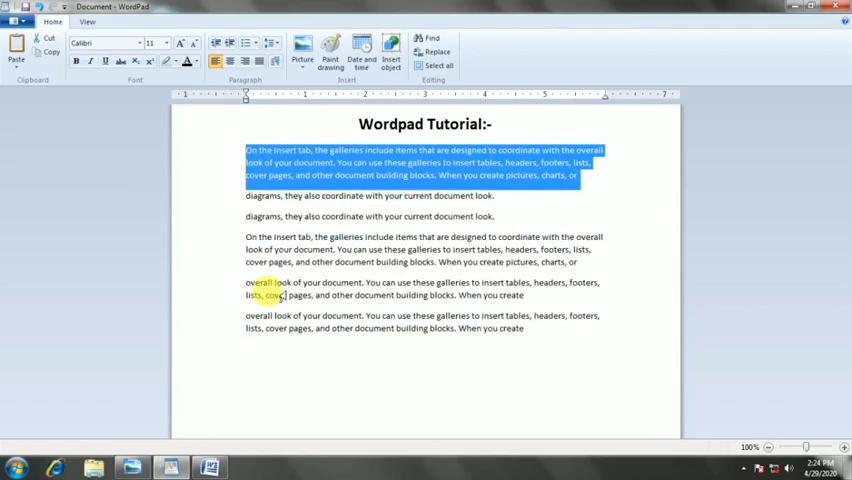 Document - WordPad
Home View
Paste
Cut
Copy
Clipboard
Calibri 11
Font
Paragraph
Picture
Paint drawing
Date and time
Insert object
Insert
Find
Replace
Select all
Editing
1 1 2 3 4 5 7
Wordpad Tutorial:-
On the Insert tab, the galleries include items that are designed to coordinate with the overall
look of your document. You can use these galleries to insert tables, headers, footers, lists,
cover pages, and other document building blocks. When you create pictures, charts, or
diagrams, they also coordinate with your current document look.
diagrams, they also coordinate with your current document look.
On the Insert tab, the galleries include items that are designed to coordinate with the overall
look of your document. You can use these galleries to insert tables, headers, footers, lists,
cover pages, and other document building blocks. When you create pictures, charts, or
overall look of your document. You can use these galleries to insert tables, headers, footers,
lists, cover pages, and other document building blocks. When you create
overall look of your document. You can use these galleries to insert tables, headers, footers,
lists, cover pages, and other document building blocks. When you create
100%
2:24 PM
4/29/2020